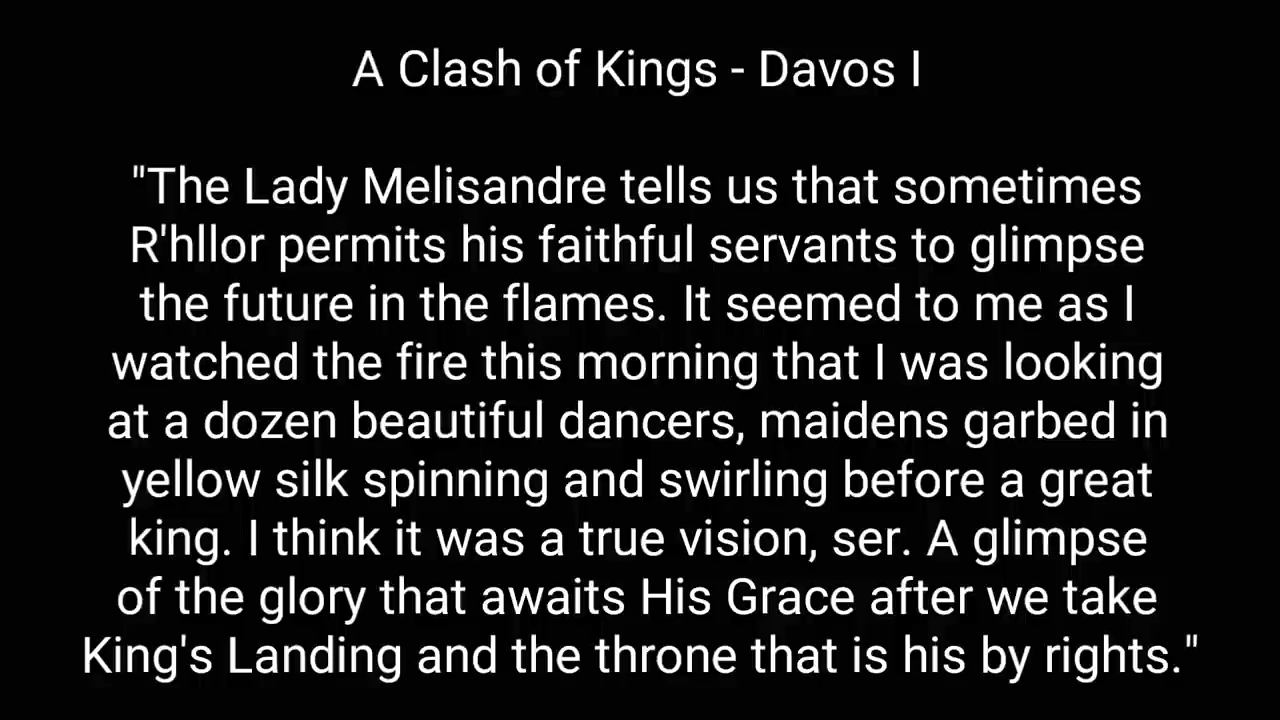 A Clash of Kings - Davos I
"The Lady Melisandre tells us that sometimes
R'hllor permits his faithful servants to glimpse
the future in the flames. It seemed to me as I
watched the fire this morning that I was looking
at a dozen beautiful dancers, maidens garbed in
yellow silk spinning and swirling before a great
king. I think it was a true vision, ser. A glimpse
of the glory that awaits His Grace after we take
King's Landing and the throne that is his by rights."